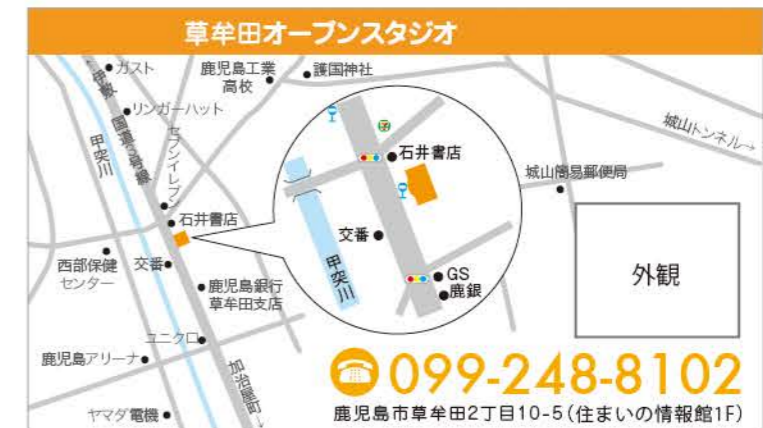 草牟田オープンスタジオ
ガスト
伊敷
鹿児島工業
高校
護国神社
リンガーハット
国道3号線
甲突川
セブンイレブン
城山トンネル→
石井書店
城山簡易郵便局
石井書店
交番
甲突川
GS
鹿銀
外観
西部保健
センター
交番
鹿児島銀行
草牟田支店
ユニクロ
鹿児島アリーナ
加治屋町→
ヤマダ電機
099-248-8102
鹿児島市草牟田2丁目10-5(住まいの情報館1F)